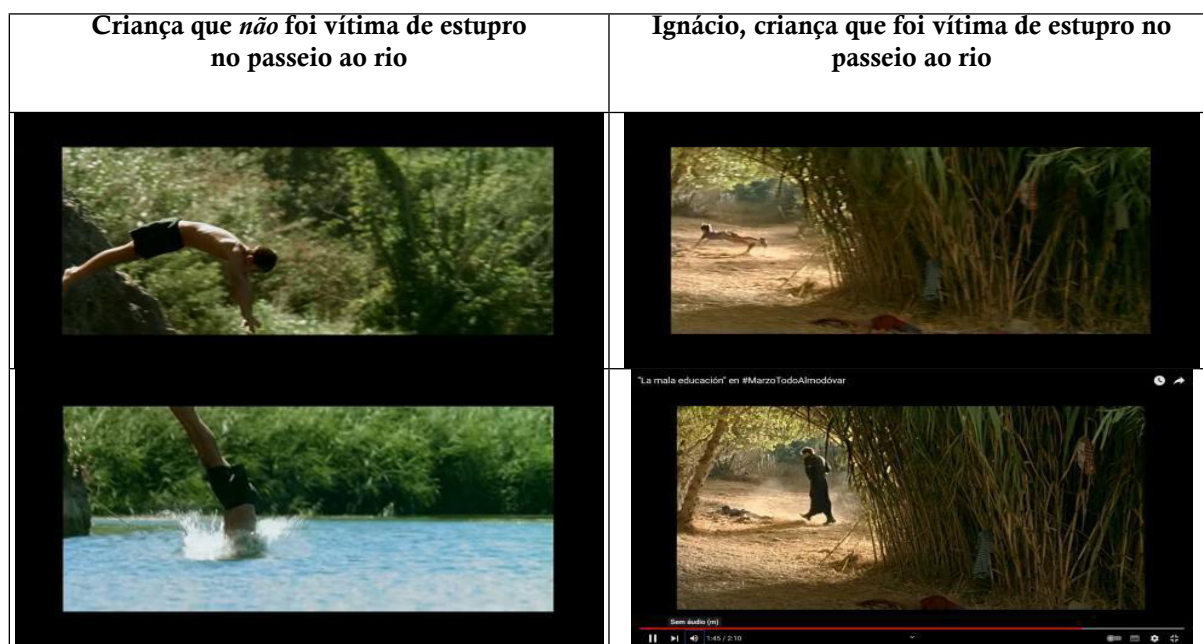 Criança que não foi vítima de estupro
no passeio ao rio
Ignácio, criança que foi vítima de estupro no
passeio ao rio
"La mala educación" en #MarzoTodoAlmodóvar
Sem áudio (m)
1:45 / 2:10